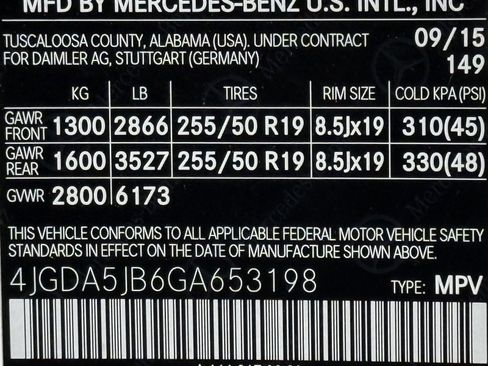 MFD BY MERCEDES-BENZ U.S. INTL., INC
TUSCALOOSA COUNTY, ALABAMA (USA). UNDER CONTRACT 09/15
FOR DAIMLER AG, STUTTGART (GERMANY) 149
KG LB TIRES RIM SIZE COLD KPA(PSI)
GAWR FRONT 1300 2866 255/50 R19 8.5Jx19 310(45)
GAWR REAR 1600 3527 255/50 R19 8.5Jx19 330(48)
GVWR 2800 6173
THIS VEHICLE CONFORMS TO ALL APPLICABLE FEDERAL MOTOR VEHICLE SAFETY
STANDARDS IN EFFECT ON THE DATE OF MANUFACTURE SHOWN ABOVE.
4JGDA5JB6GA653198 TYPE: MPV